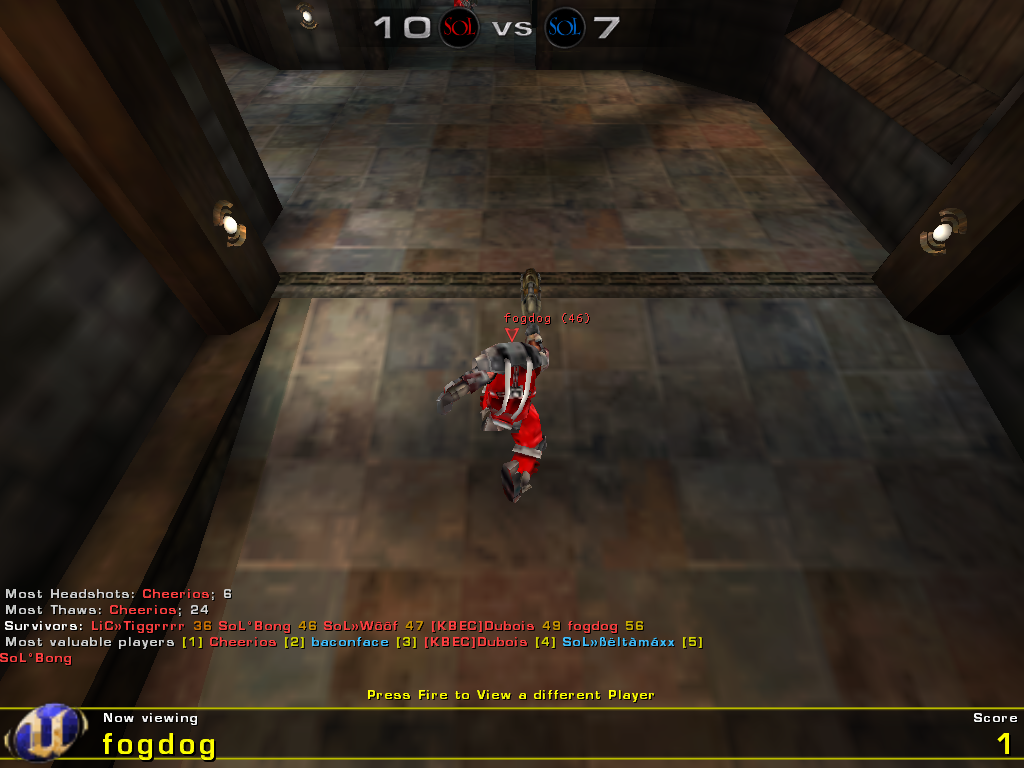 10 SOL vs SOL 7
fogdog (46)
Most Headshots: Cheerios; 6
Most Thaws: Cheerios; 24
Survivors: LiC»Tiggrrrr 36 SoL°Bong 46 SoL»Wôôf 47 [KBEC]Dubois 49 fogdog 56
Most valuable players [1] Cheerios [2] baconface [3] [KBEC]Dubois [4] SoL»ßêltàmáxx [5]
SoL°Bong
Press Fire to View a different Player
Now viewing
fogdog
Score
1